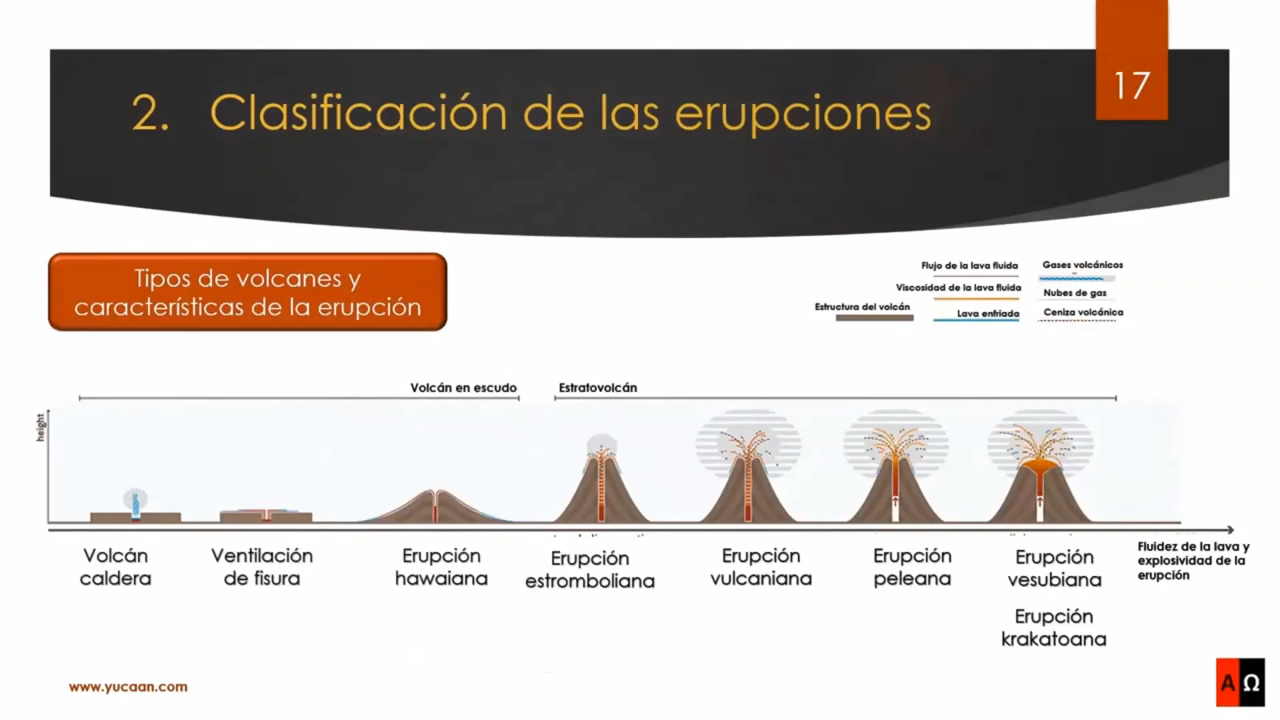 17
2. Clasificación de las erupciones
Tipos de volcanes y
características de la erupción
Flujo de la lava fluida
Gases volcánicos
Viscosidad de la lava fluida
Nubes de gas
Estructura del volcán
Lava enfriada
Ceniza volcánica
Volcán en escudo
Estratovolcán
height
Volcán
caldera
Ventilación
de fisura
Erupción
hawaiana
Erupción
estromboliana
Erupción
vulcaniana
Erupción
peleana
Erupción
vesubiana
Erupción
krakatoana
Fluidez de la lava y
explosividad de la
erupción
www.yucaan.com
AΩ